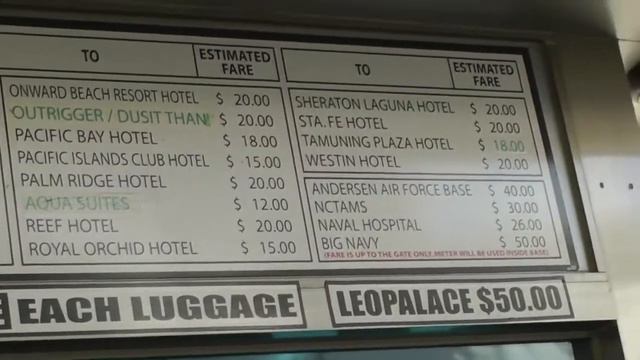 TO ESTIMATED FARE
ONWARD BEACH RESORT HOTEL $ 20.00
OUTRIGGER / DUSIT THANI $ 20.00
PACIFIC BAY HOTEL $ 18.00
PACIFIC ISLANDS CLUB HOTEL $ 15.00
PALM RIDGE HOTEL $ 20.00
AQUA SUITES $ 12.00
REEF HOTEL $ 20.00
ROYAL ORCHID HOTEL $ 15.00
TO ESTIMATED FARE
SHERATON LAGUNA HOTEL $ 20.00
STA. FE HOTEL $ 20.00
TAMUNING PLAZA HOTEL $ 18.00
WESTIN HOTEL $ 20.00
ANDERSEN AIR FORCE BASE $ 40.00
NCTAMS $ 30.00
NAVAL HOSPITAL $ 26.00
BIG NAVY $ 50.00
(FARE IS UP TO THE GATE ONLY. METER WILL BE USED INSIDE BASE)
EACH LUGGAGE
LEOPALACE $50.00